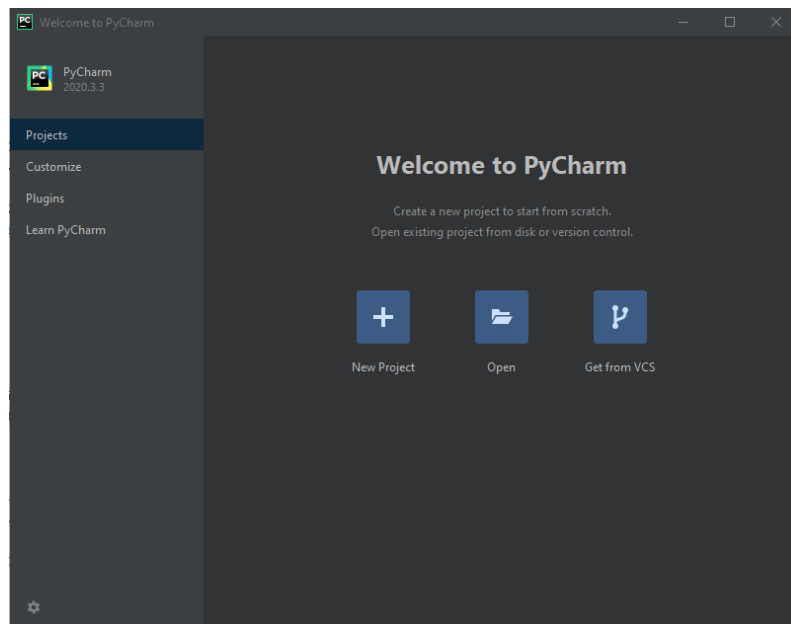 PC Welcome to PyCharm
PC PyCharm
2020.3.3
Projects
Customize
Plugins
Learn PyCharm
Welcome to PyCharm
Create a new project to start from scratch.
Open existing project from disk or version control.
New Project
Open
Get from VCS